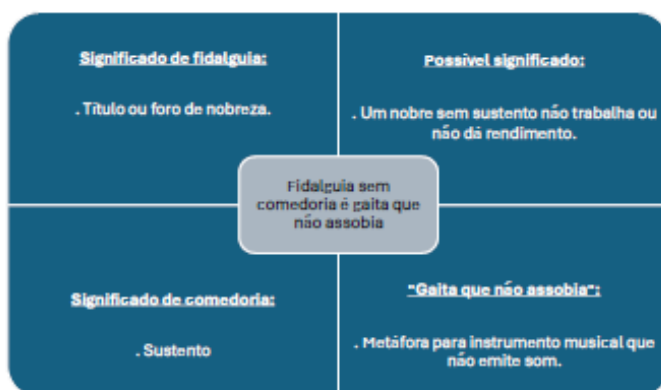 Significado de fidalguia:
. Título ou foro de nobreza.
Possível significado:
. Um nobre sem sustento não trabalha ou
não dá rendimento.
Fidalguia sem
comedoria é gaita que
não assobia
Significado de comedoria:
. Sustento
"Gaita que não assobia":
. Metáfora para instrumento musical que
não emite som.